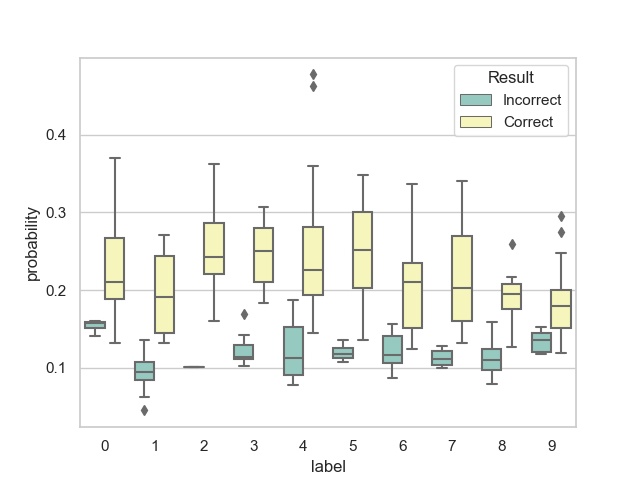 Result
Incorrect
Correct
0.4
0.3
0.2
0.1
probability
0 1 2 3 4 5 6 7 8 9
label